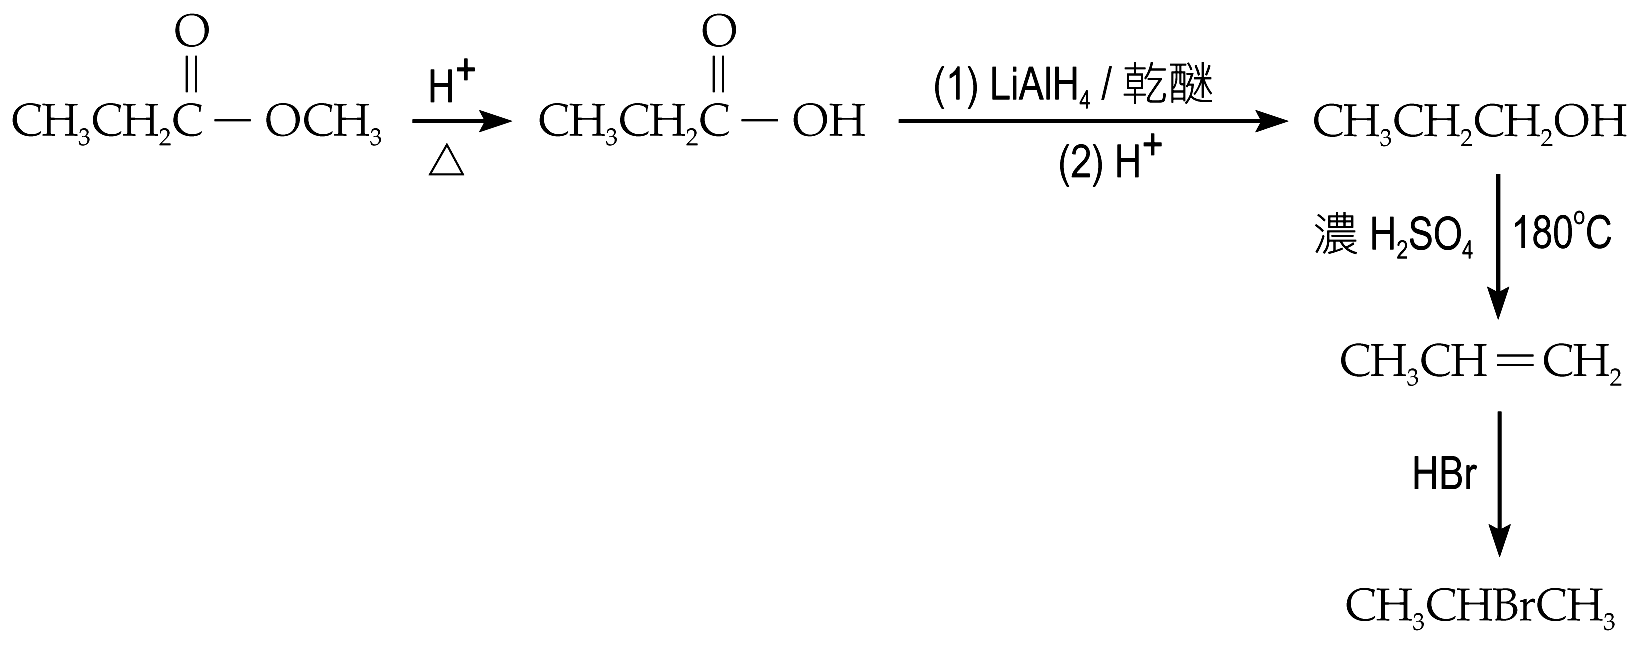 O
CH₃CH₂C — OCH₃
H⁺
△
O
CH₃CH₂C — OH
(1) LiAlH₄ / 乾醚
(2) H⁺
CH₃CH₂CH₂OH
濃 H₂SO₄
180°C
CH₃CH=CH₂
HBr
CH₃CHBrCH₃